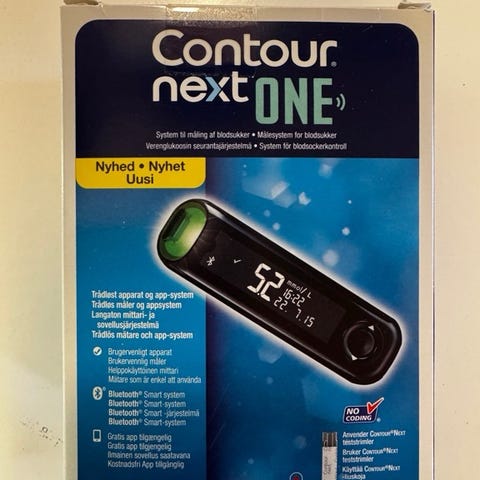 Contour®
next ONE
System til måling af blodsukker • Målesystem for blodsukker
Verenglukoosin seurantajärjestelmä • System för blodsockerkontroll
Nyhed • Nyhet
Uusi
5.2 mmol/L
16:22
22. 7.15
Trådløst apparat og app-system
Trådløs måler og appsystem
Langaton mittari- ja
sovellusjärjestelmä
Trådlös mätare och app-system
Brugervenligt apparat
Brukervennlig måler
Helppokäyttöinen mittari
Mätare som är enkel att använda
Bluetooth® Smart system
Bluetooth® Smart-system
Bluetooth® Smart -järjestelmä
Bluetooth® Smart-system
Gratis app tilgængelig
Gratis app tilgjengelig
Ilmainen sovellus saatavana
Kostnadsfri App tillgänglig
NO
CODING
Contour
next
Anvender CONTOUR®NEXT
teststrimler
Bruker CONTOUR®NEXT
teststrimler
Käyttää CONTOUR®NEXT